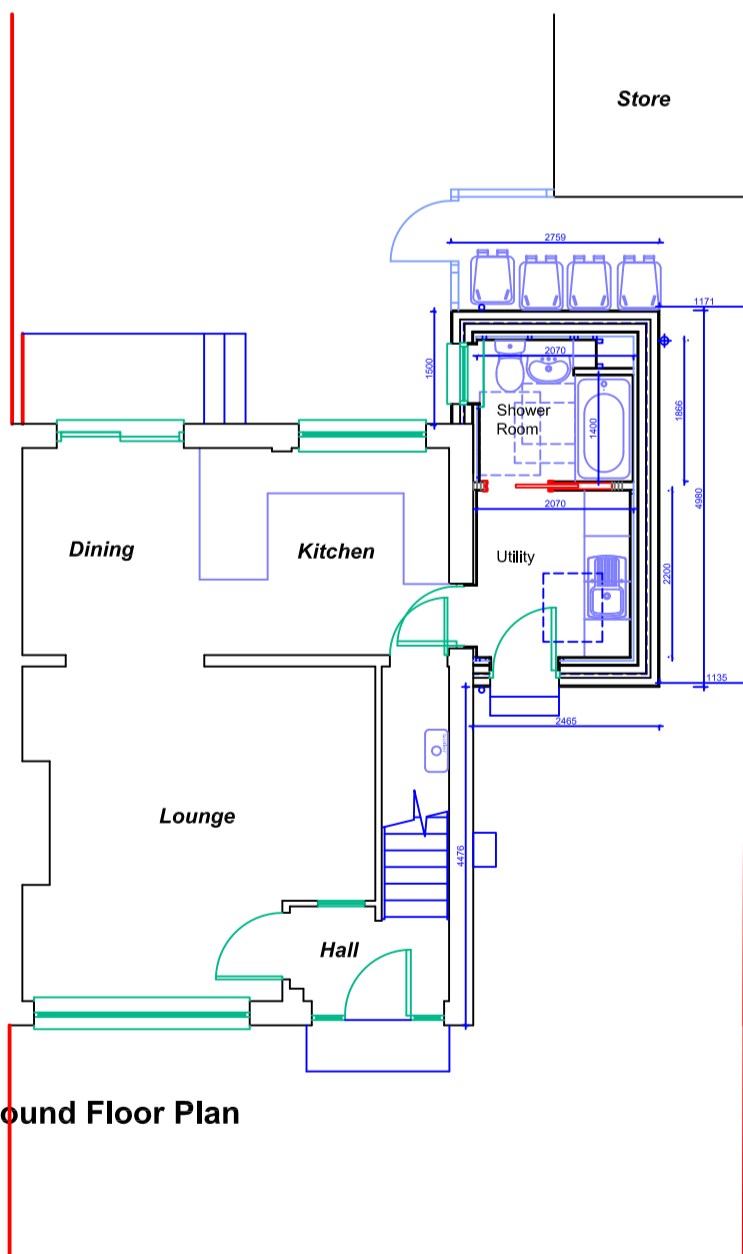 Store
2759
1171
1500
2070
Shower
Room
1400
1866
4980
2070
Dining
Kitchen
Utility
2200
1135
2465
Lounge
4476
Hall
ound Floor Plan